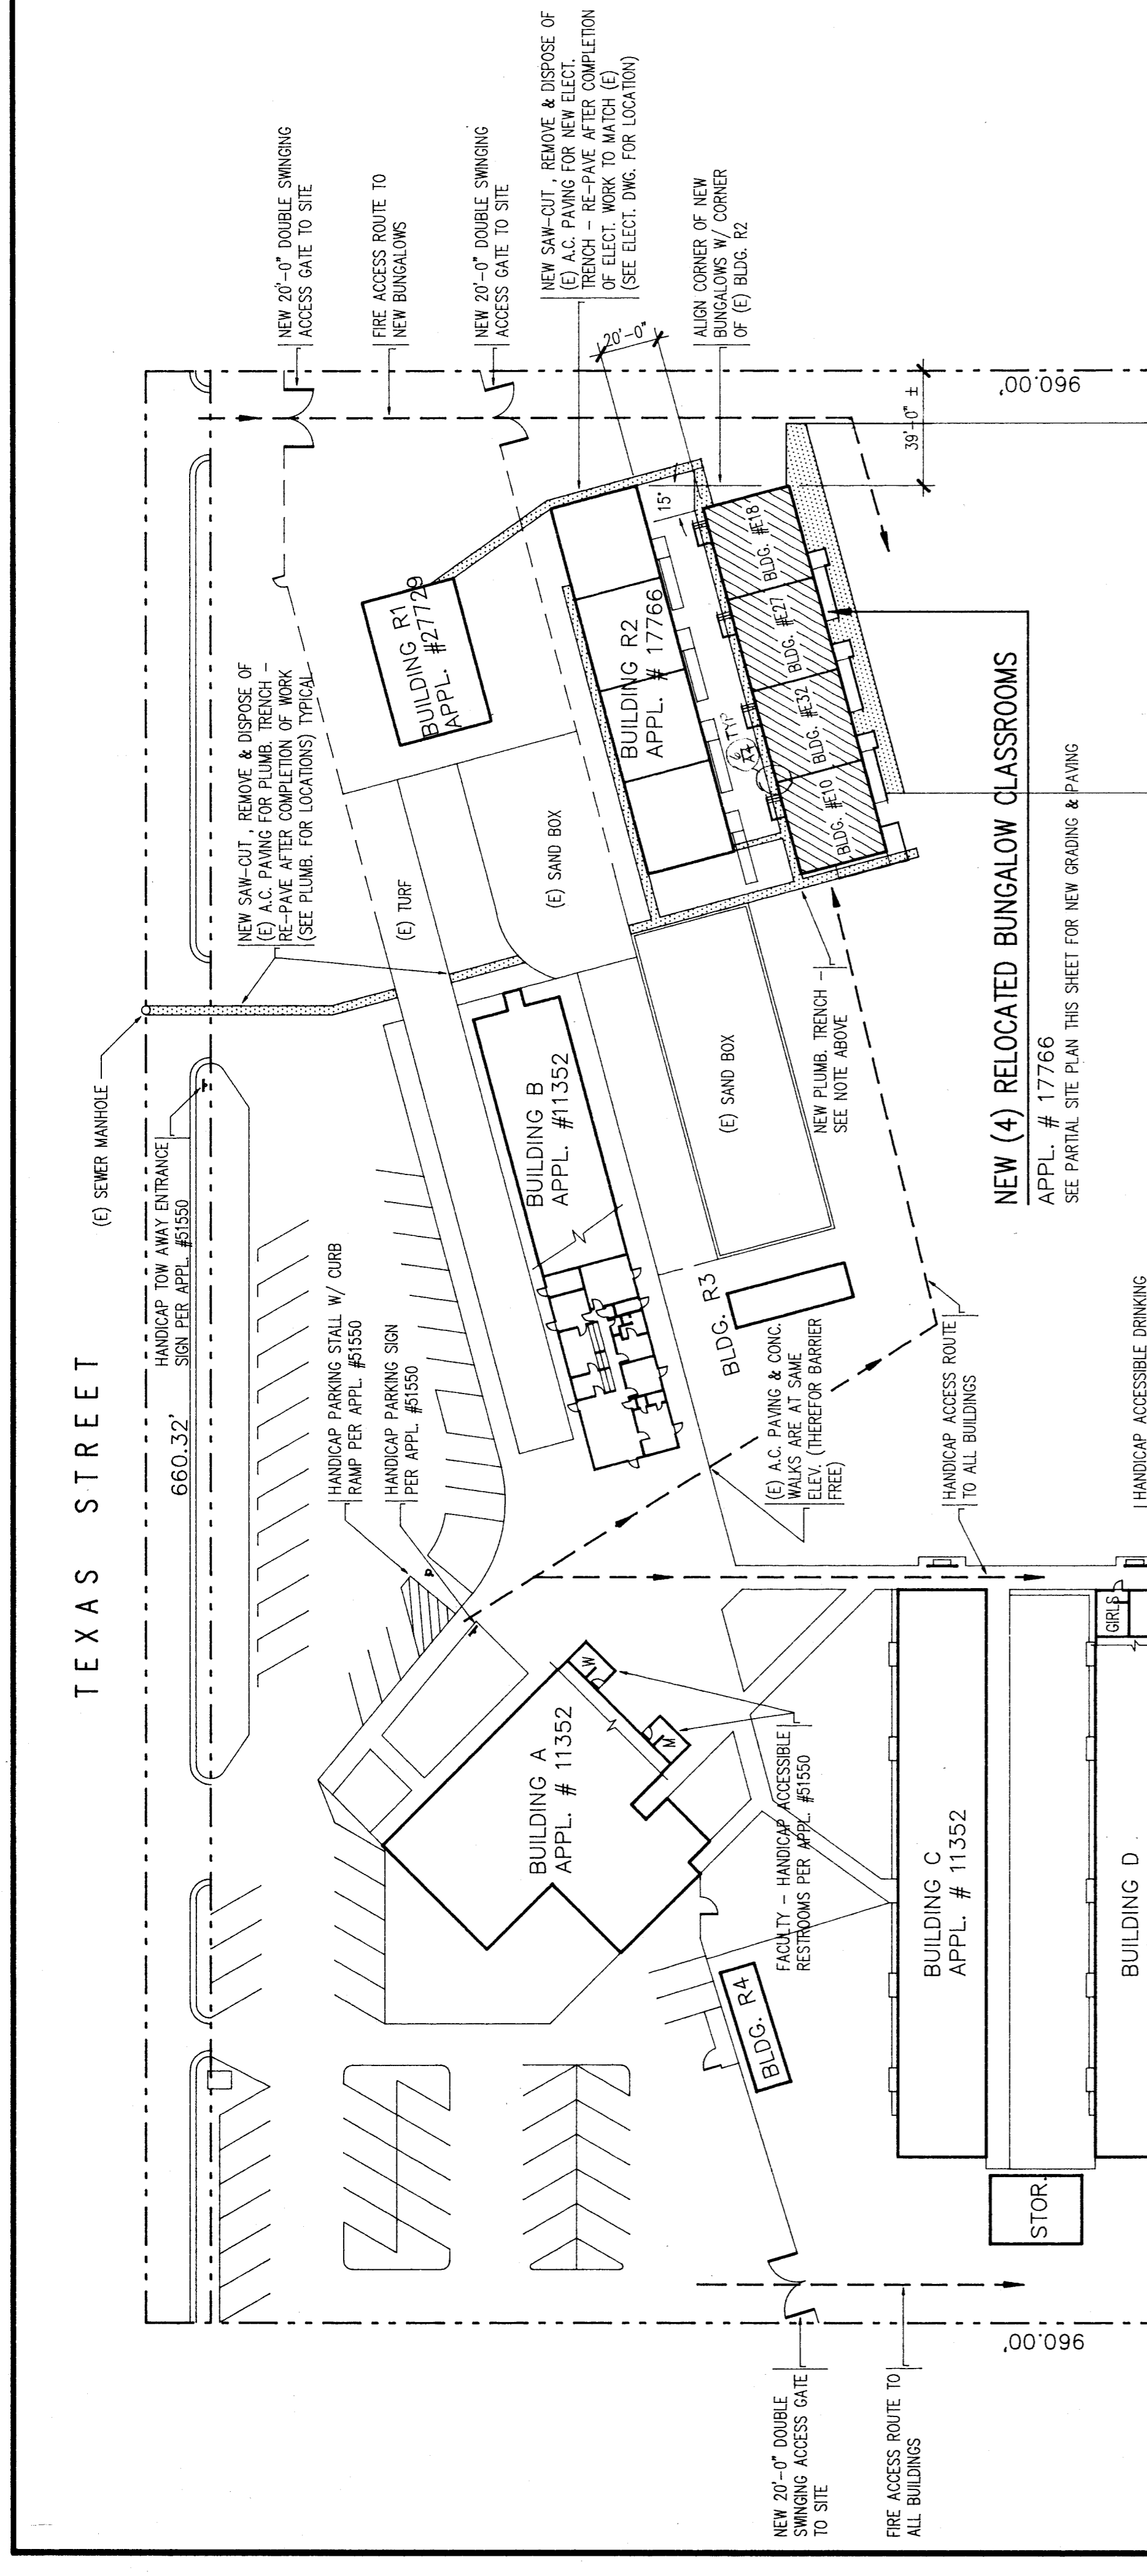 TEXAS STREET
660.32'
(E) SEWER MANHOLE
HANDICAP TOW AWAY ENTRANCE
SIGN PER APPL. #51550
NEW SAW-CUT, REMOVE & DISPOSE OF
(E) A.C. PAVING FOR PLUMB. TRENCH -
RE-PAVE AFTER COMPLETION OF WORK
(SEE PLUMB. FOR LOCATIONS) TYPICAL
NEW 20'-0" DOUBLE SWINGING
ACCESS GATE TO SITE
FIRE ACCESS ROUTE TO
NEW BUNGALOWS
NEW 20'-0" DOUBLE SWINGING
ACCESS GATE TO SITE
NEW SAW-CUT, REMOVE & DISPOSE OF
(E) A.C. PAVING FOR NEW ELECT.
TRENCH - RE-PAVE AFTER COMPLETION
OF ELECT. WORK TO MATCH (E)
(SEE ELECT. DWG. FOR LOCATION)
ALIGN CORNER OF NEW
BUNGALOWS W/ CORNER
OF (E) BLDG. R2
20'-0"
15°
39'-0" ±
960.00'
HANDICAP PARKING STALL W/ CURB
RAMP PER APPL. #51550
HANDICAP PARKING SIGN
PER APPL. #51550
(E) TURF
BUILDING R1
APPL. #27729
(E) SAND BOX
BUILDING R2
APPL. # 17766
BUILDING B
APPL. #11352
(E) SAND BOX
6
A7
TYP
BLDG. #E10
BLDG. #E32
BLDG. #E27
BLDG. #E18
NEW PLUMB. TRENCH -
SEE NOTE ABOVE
BLDG. R3
(E) A.C. PAVING & CONC.
WALKS ARE AT SAME
ELEV. (THEREFOR BARRIER
FREE)
HANDICAP ACCESS ROUTE
TO ALL BUILDINGS
NEW (4) RELOCATED BUNGALOW CLASSROOMS
APPL. # 17766
SEE PARTIAL SITE PLAN THIS SHEET FOR NEW GRADING & PAVING
HANDICAP ACCESSIBLE DRINKING
BUILDING A
APPL. # 11352
W
M
FACULTY - HANDICAP ACCESSIBLE
RESTROOMS PER APPL. #51550
BLDG. R4
BUILDING C
APPL. # 11352
GIRLS
BUILDING D
STOR.
NEW 20'-0" DOUBLE
SWINGING ACCESS GATE
TO SITE
FIRE ACCESS ROUTE TO
ALL BUILDINGS
960.00'